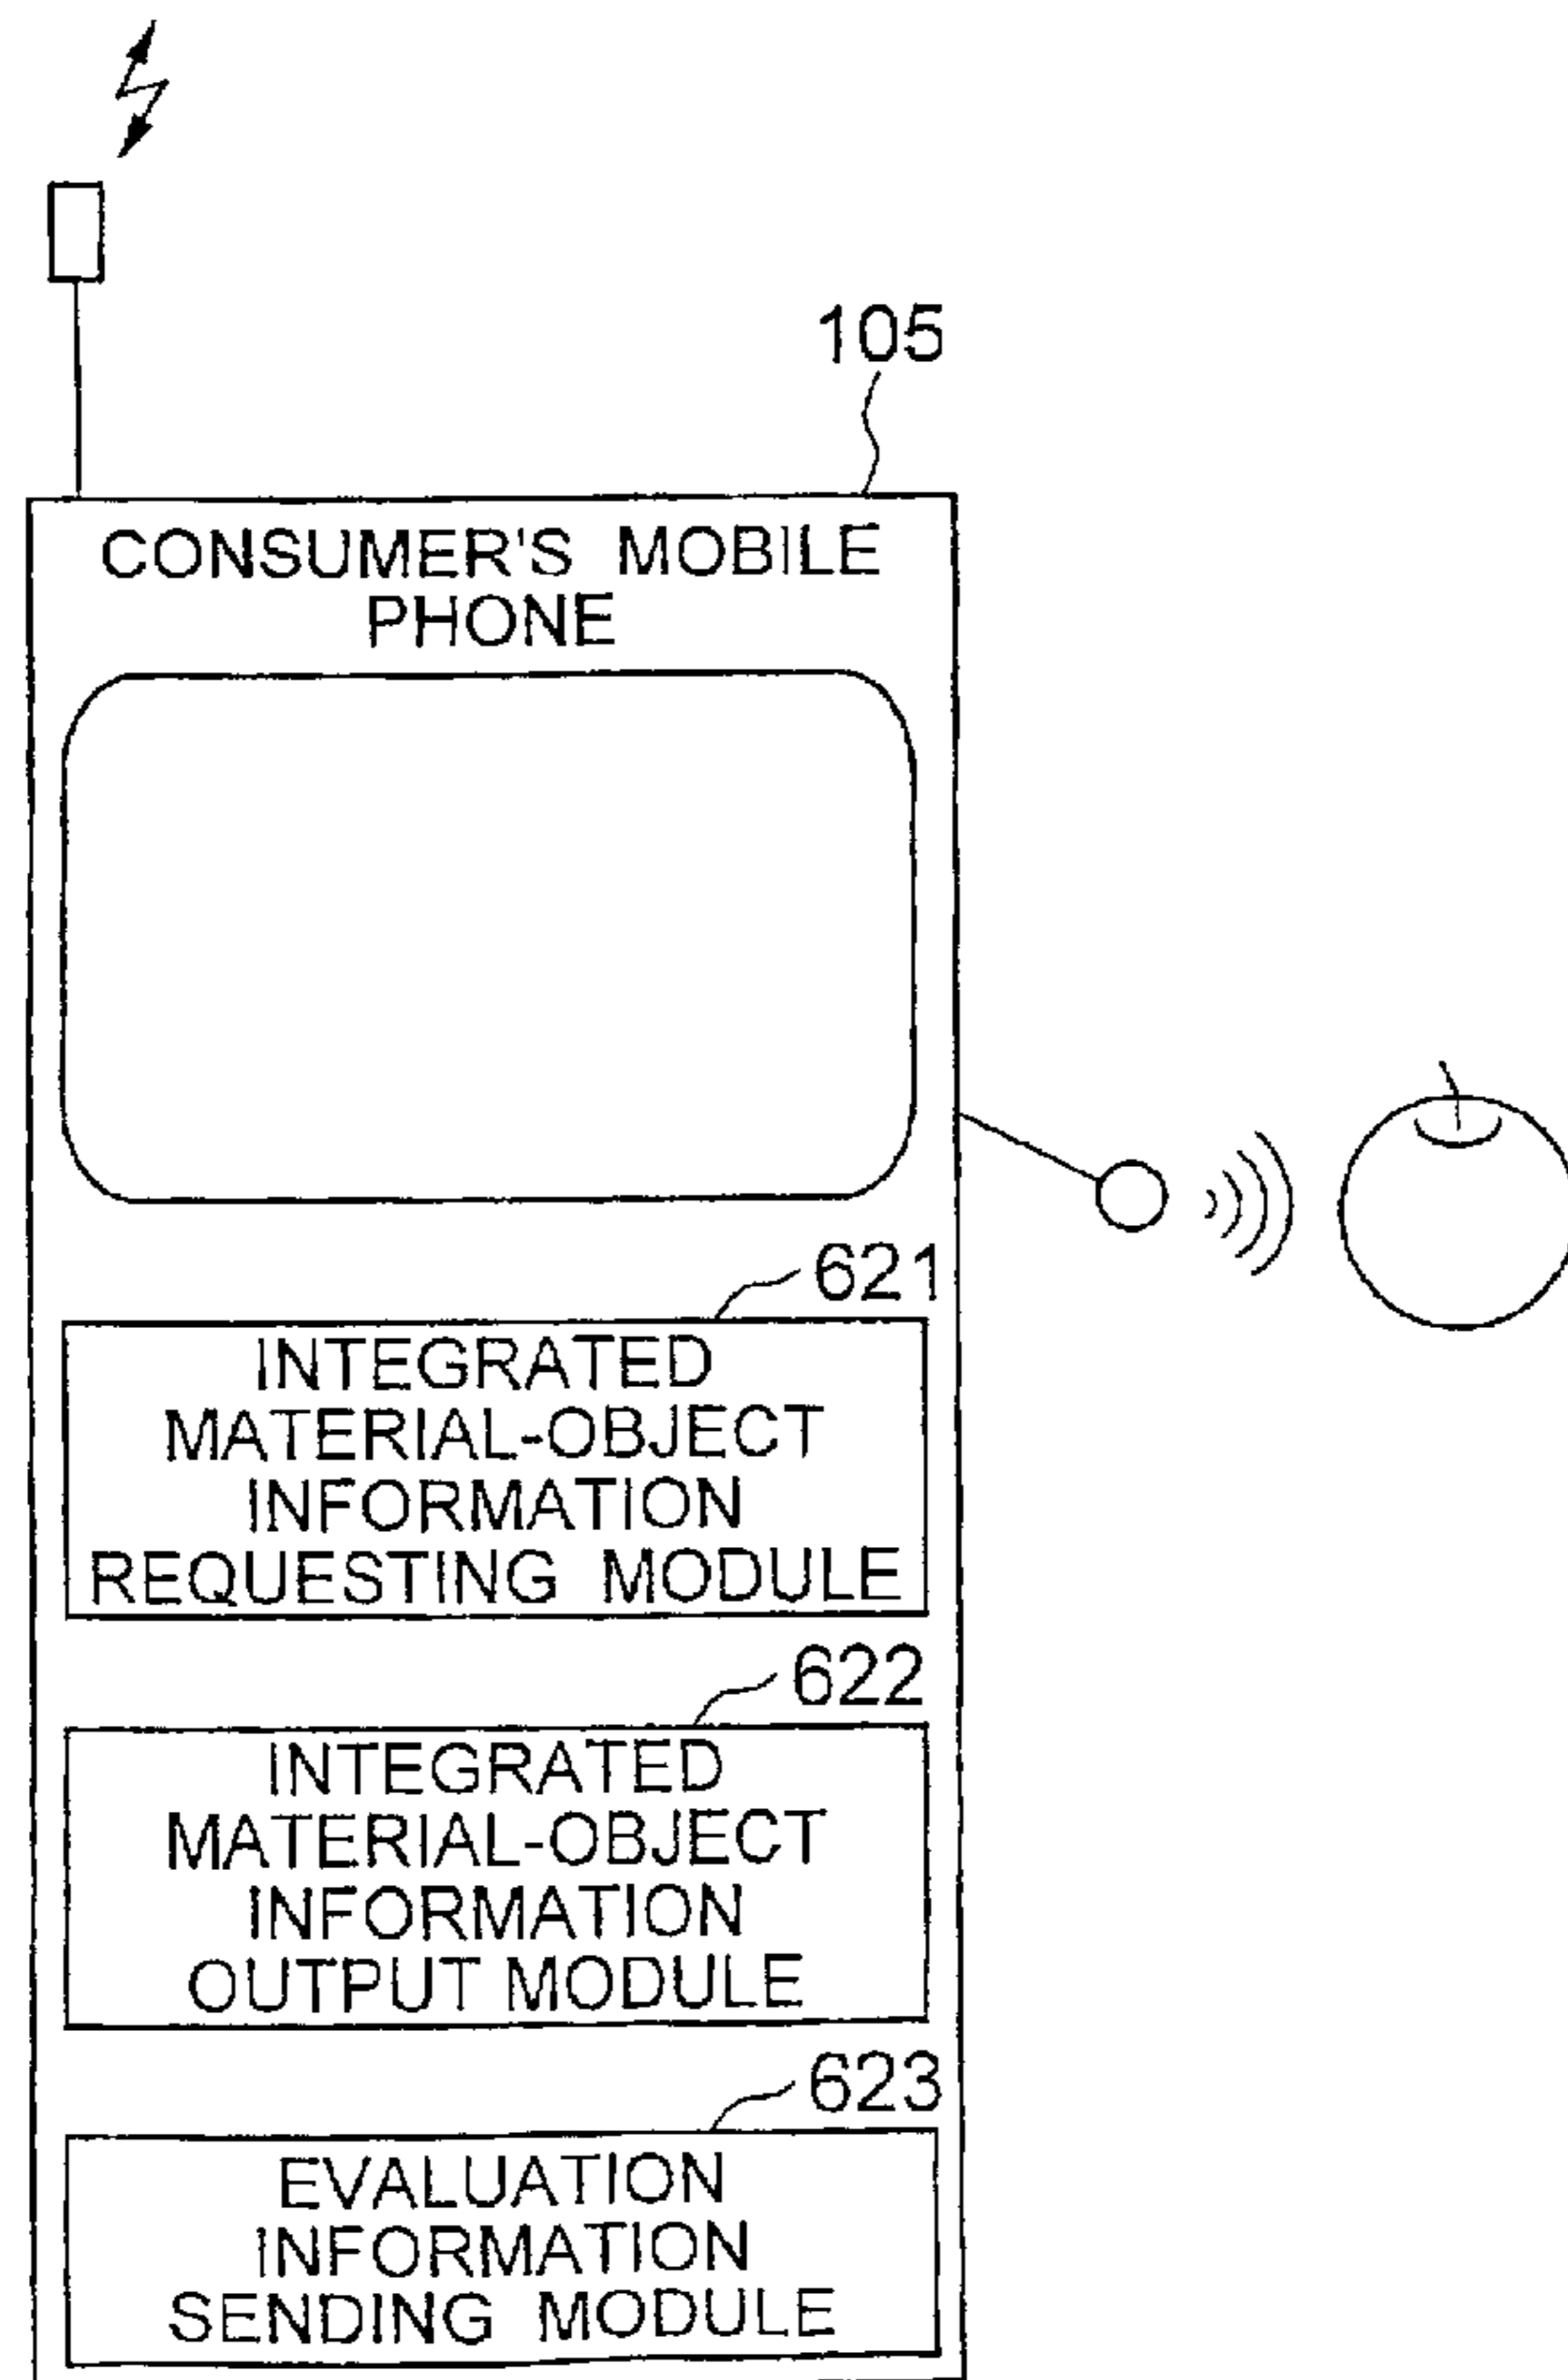 105
CONSUMER'S MOBILE
PHONE
621
INTEGRATED
MATERIAL-OBJECT
INFORMATION
REQUESTING MODULE
622
INTEGRATED
MATERIAL-OBJECT
INFORMATION
OUTPUT MODULE
623
EVALUATION
INFORMATION
SENDING MODULE